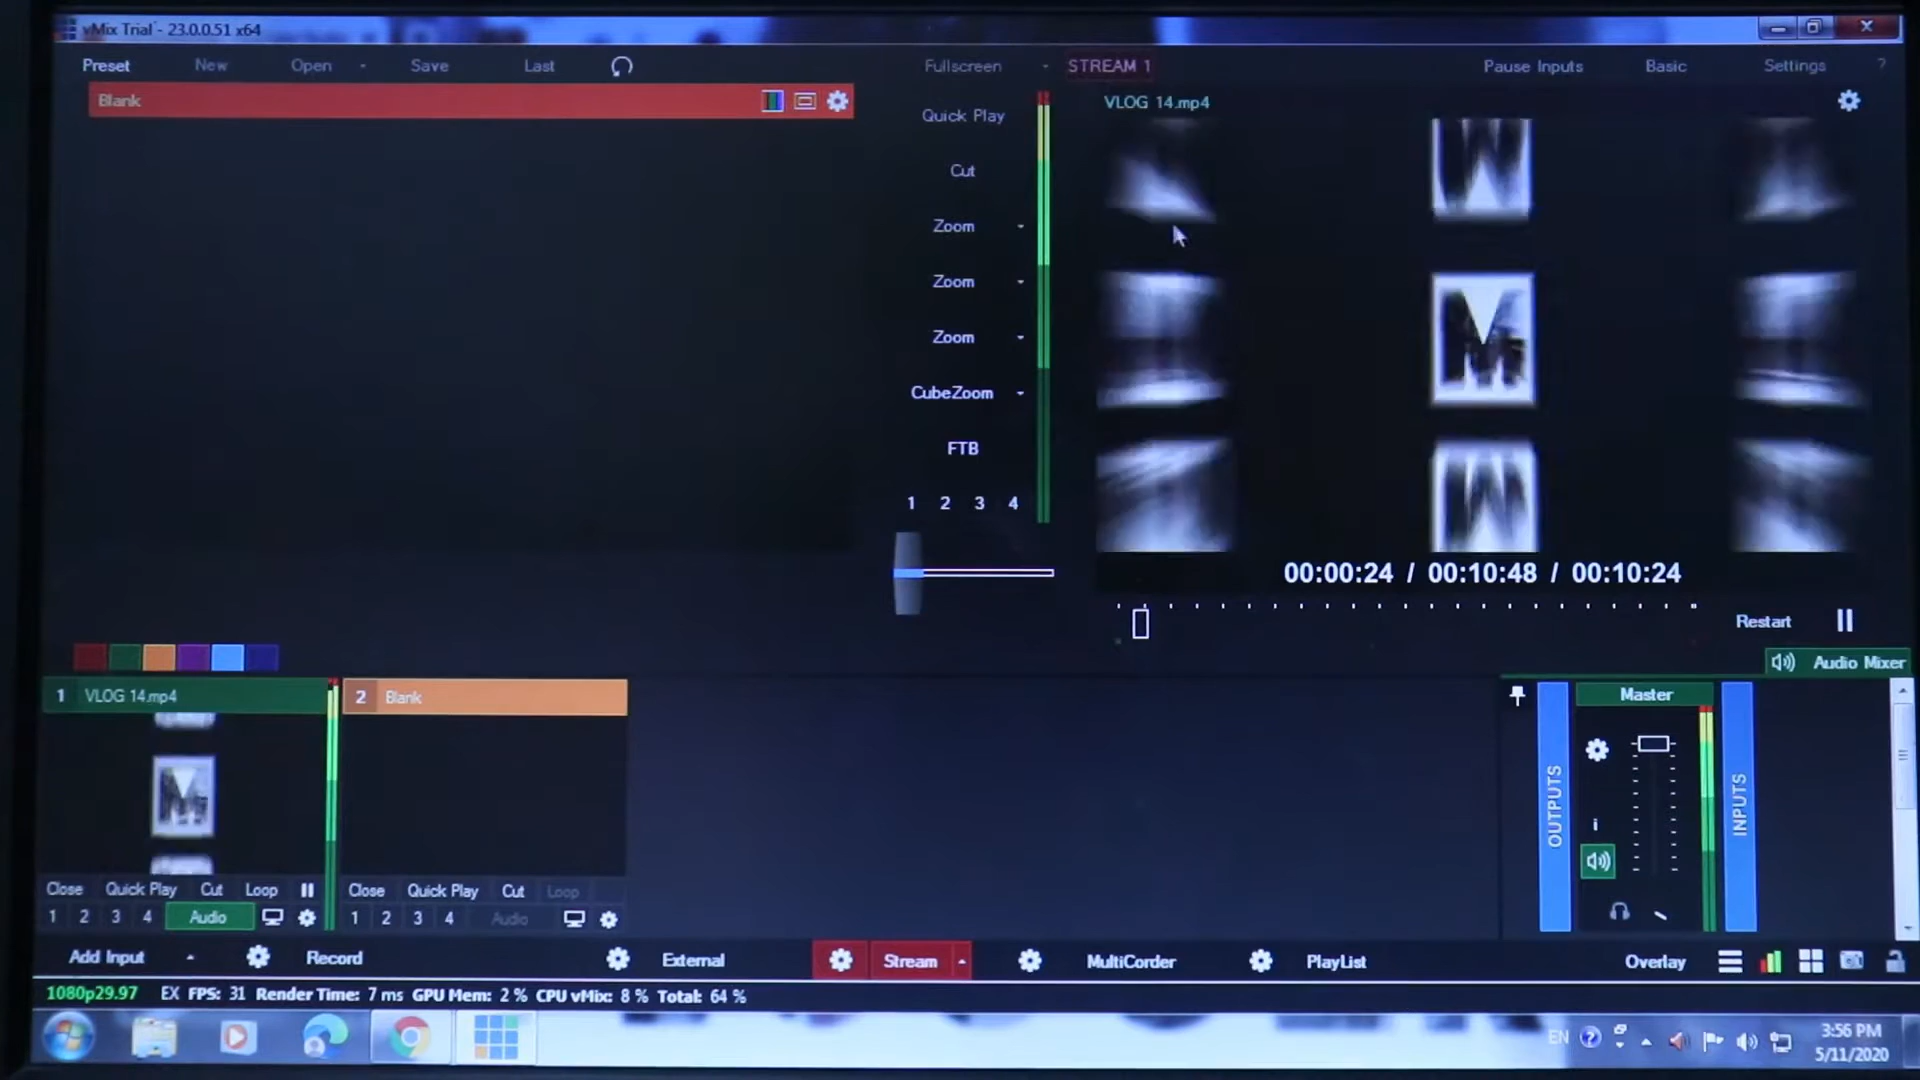 vMix Trial - 23.0.0.51 x64
Preset New Open Save Last Fullscreen STREAM 1 Pause Inputs Basic Settings ?
Blank
VLOG 14.mp4
Quick Play
Cut
Zoom
Zoom
Zoom
CubeZoom
FTB
1 2 3 4
00:00:24 / 00:10:48 / 00:10:24
Restart
Audio Mixer
1 VLOG 14.mp4
2 Blank
Master
OUTPUTS
INPUTS
M
M
i
Close Quick Play Cut Loop
1 2 3 4 Audio
Close Quick Play Cut Loop
1 2 3 4 Audio
Add Input Record External Stream MultiCorder PlayList Overlay
1080p29.97 EX FPS: 31 Render Time: 7 ms GPU Mem: 2 % CPU vMix: 8 % Total: 64 %
EN ? 3:56 PM
5/11/2020